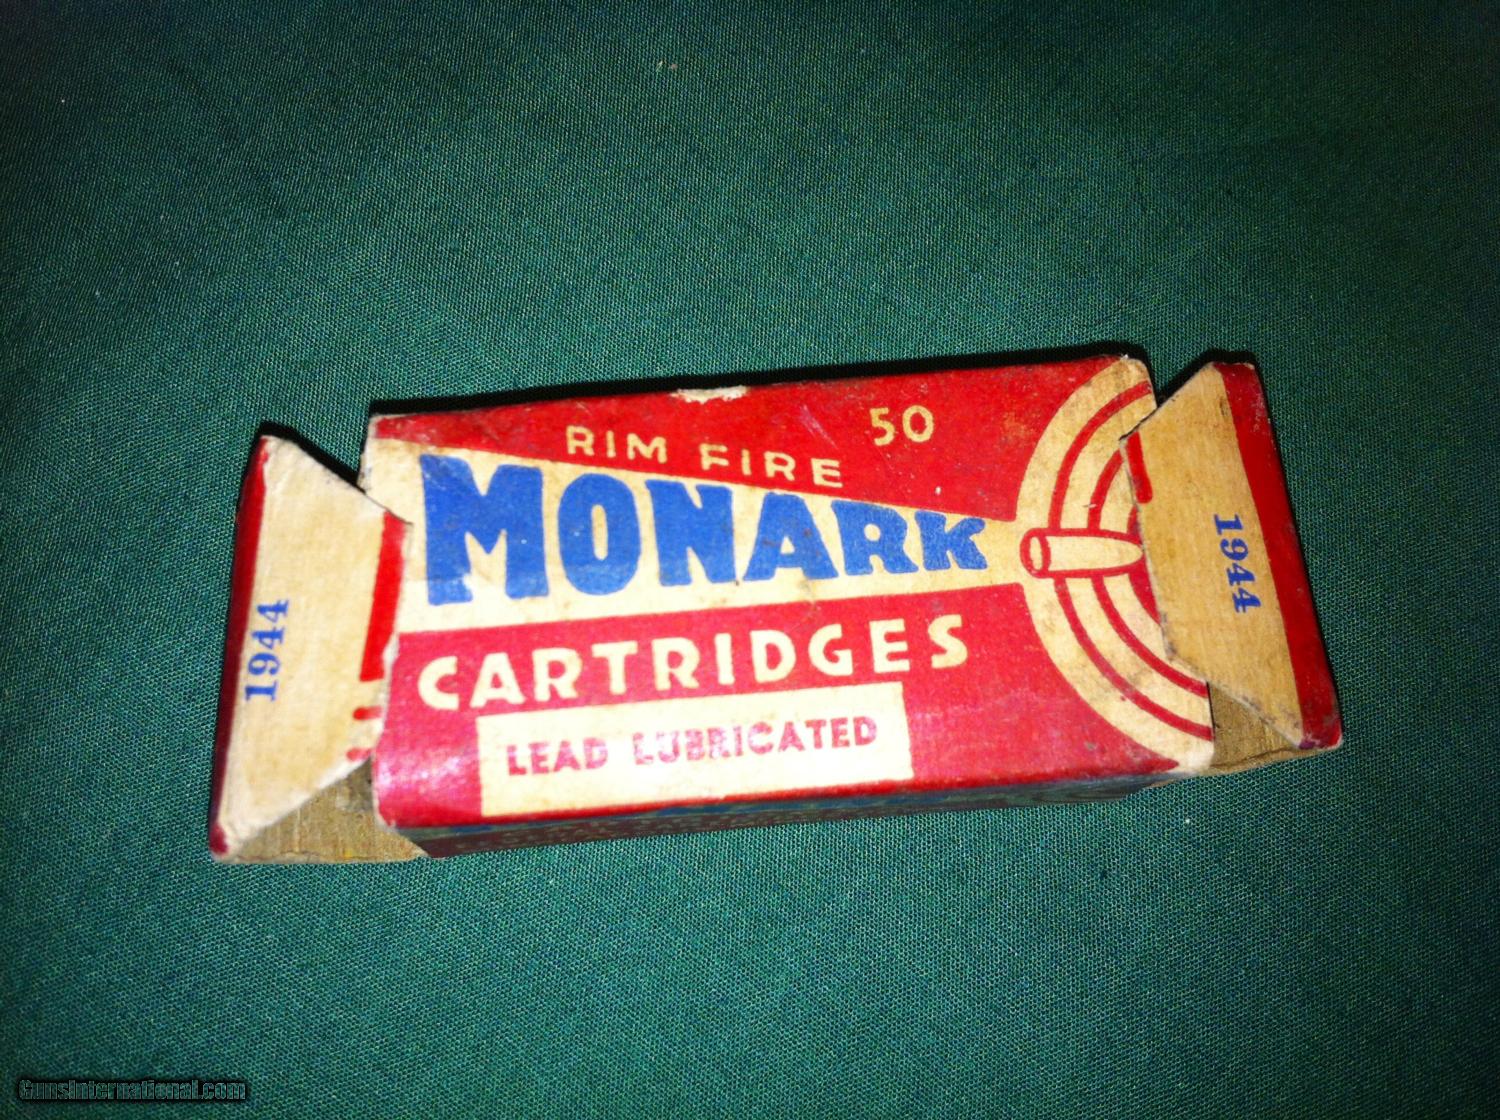 RIM FIRE 50
MONARK
CARTRIDGES
LEAD LUBRICATED
1944
1944
GunsInternational.com